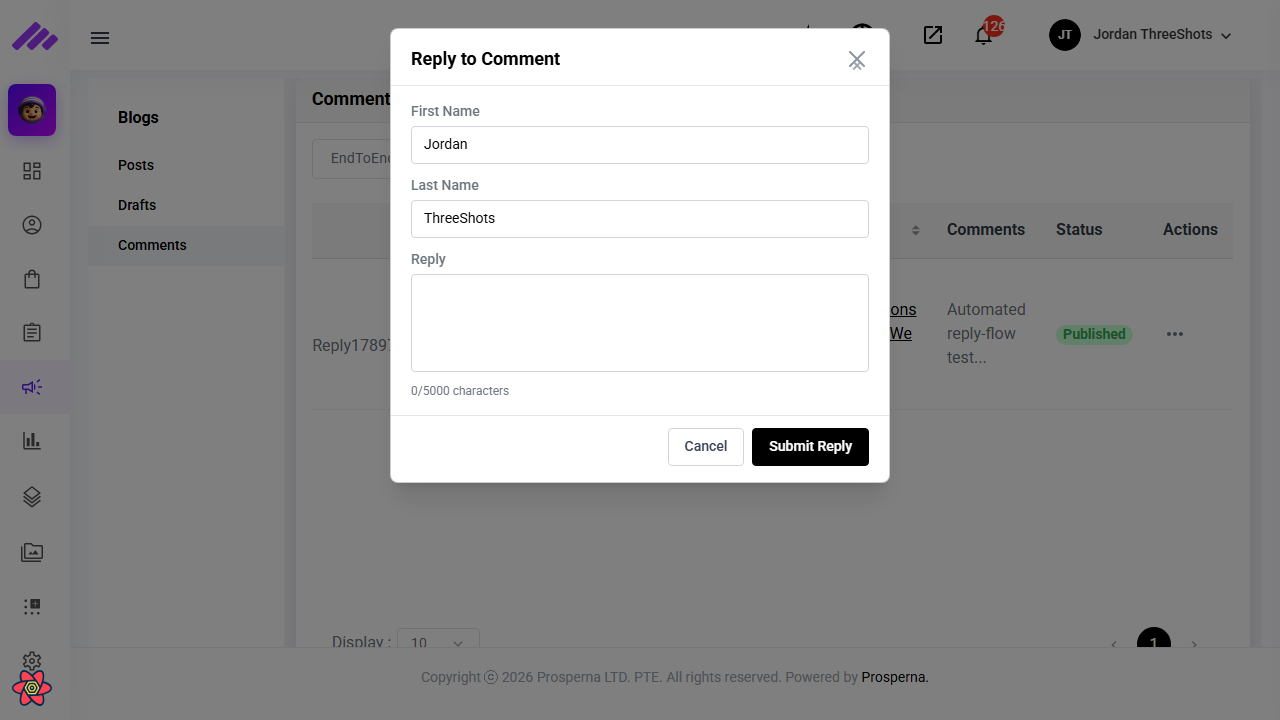 126
JT
Jordan ThreeShots
Reply to Comment
Blogs
Posts
Drafts
Comments
First Name
Jordan
Last Name
ThreeShots
Reply
0/5000 characters
Cancel
Submit Reply
Comments
Status
Actions
Automated
reply-flow
test...
Published
Display :
10
1
Copyright ⓒ 2026 Prosperna LTD. PTE. All rights reserved. Powered by Prosperna.